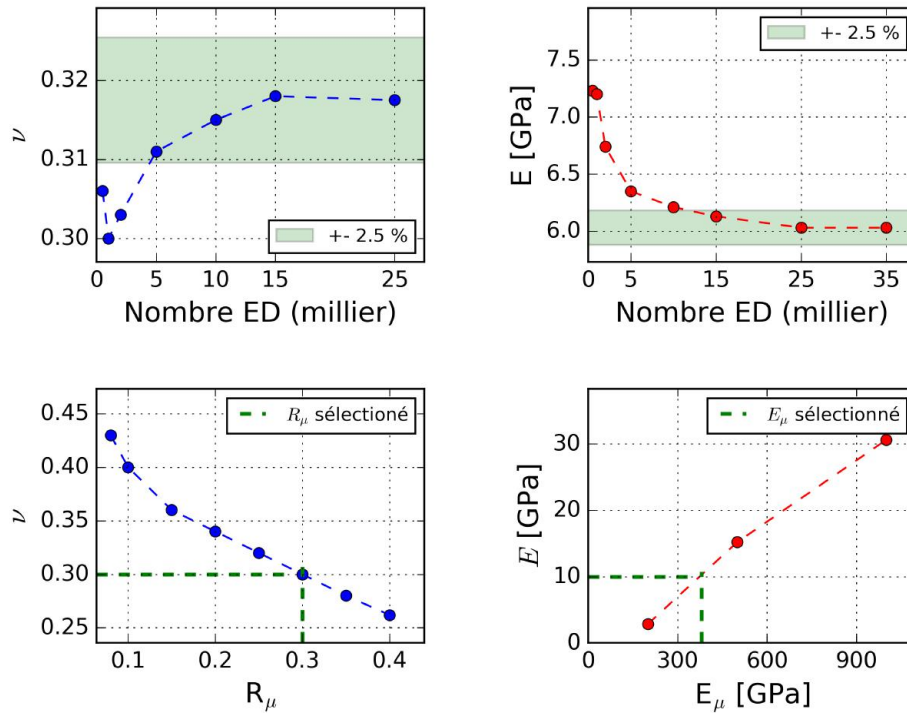 0.32
0.31
0.30
ν
+- 2.5 %
0 5 10 15 25
Nombre ED (millier)
7.5
7.0
6.5
6.0
E [GPa]
+- 2.5 %
0 5 15 15 25 35
Nombre ED (millier)
0.45
0.40
0.35
0.30
0.25
ν
R_μ sélectioné
0.1 0.2 0.3 0.4
R_μ
30
20
10
0
E [GPa]
E_μ sélectionné
0 300 600 900
E_μ [GPa]